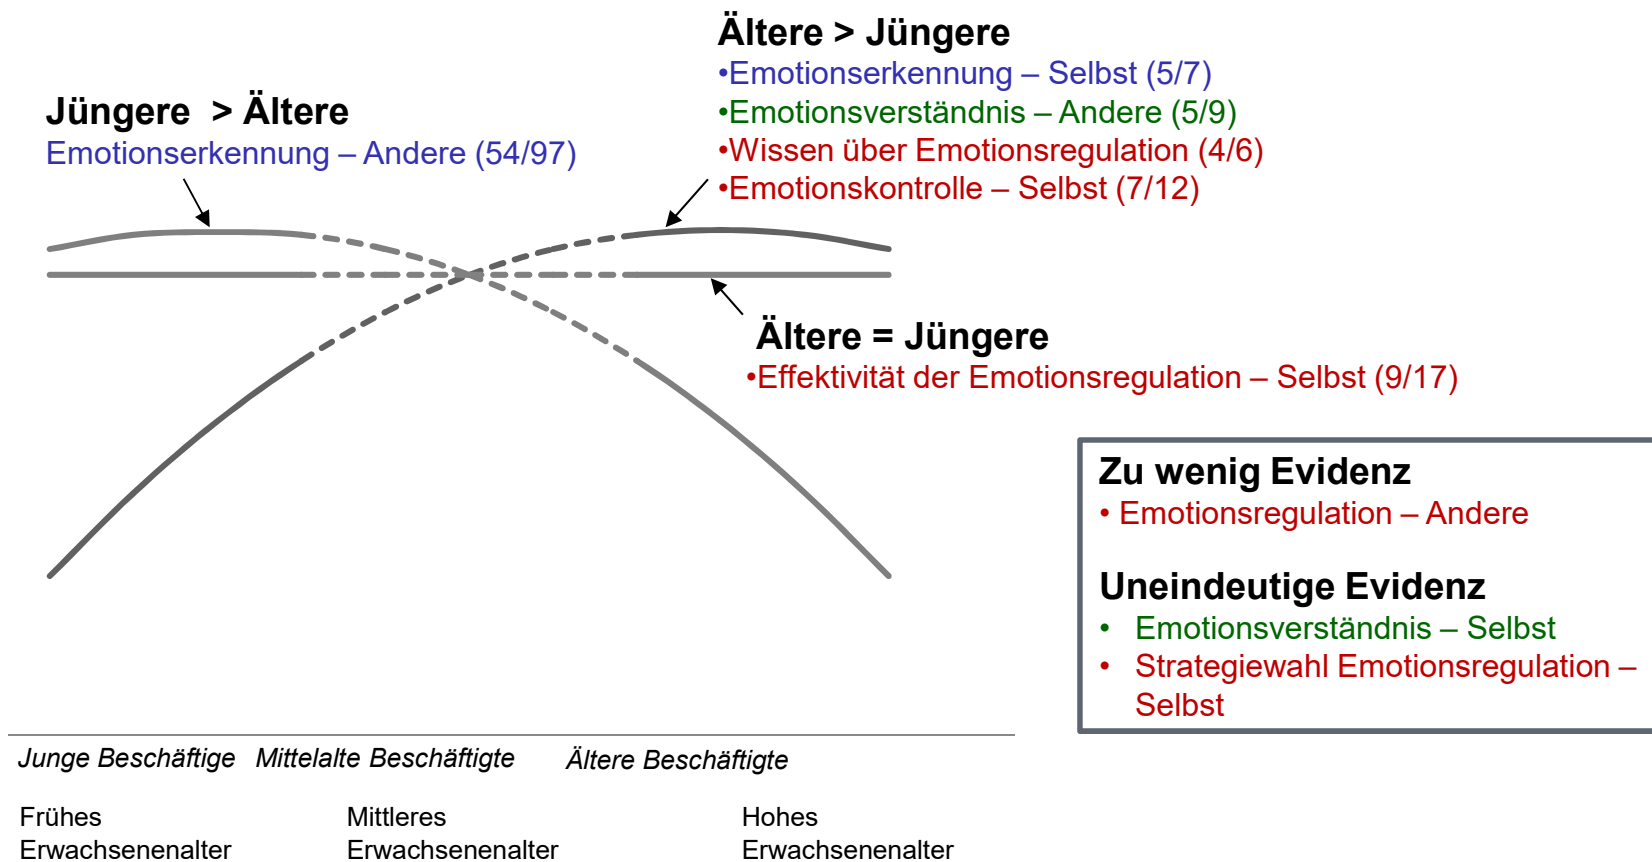 Ältere > Jüngere
•Emotionserkennung – Selbst (5/7)
•Emotionsverständnis – Andere (5/9)
•Wissen über Emotionsregulation (4/6)
•Emotionskontrolle – Selbst (7/12)
Jüngere > Ältere
Emotionserkennung – Andere (54/97)
Ältere = Jüngere
•Effektivität der Emotionsregulation – Selbst (9/17)
Zu wenig Evidenz
• Emotionsregulation – Andere
Uneindeutige Evidenz
• Emotionsverständnis – Selbst
• Strategiewahl Emotionsregulation –
Selbst
Junge Beschäftige Mittelalte Beschäftigte Ältere Beschäftigte
Frühes Mittleres Hohes
Erwachsenenalter Erwachsenenalter Erwachsenenalter